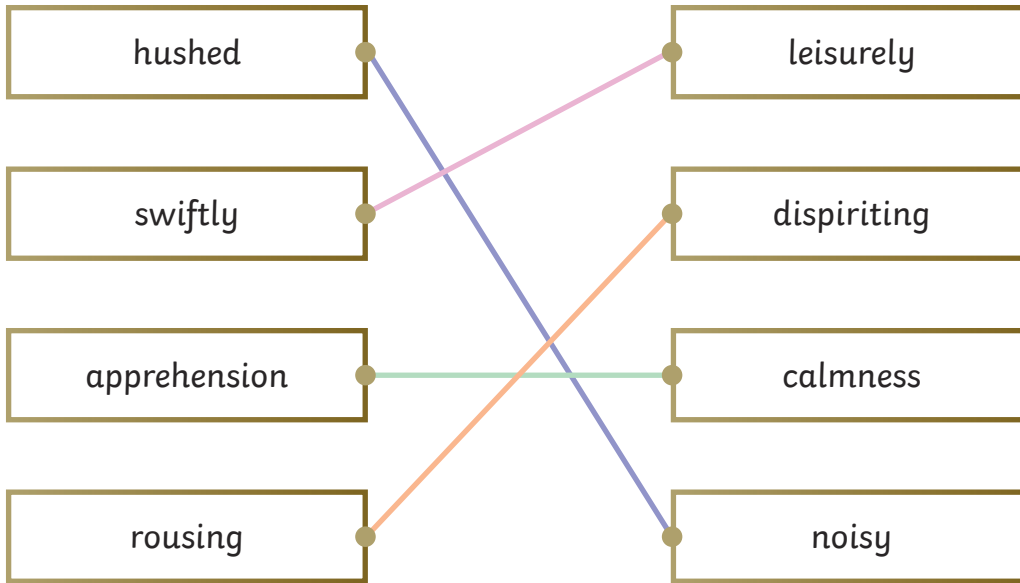 hushed
leisurely
swiftly
dispiriting
apprehension
calmness
rousing
noisy